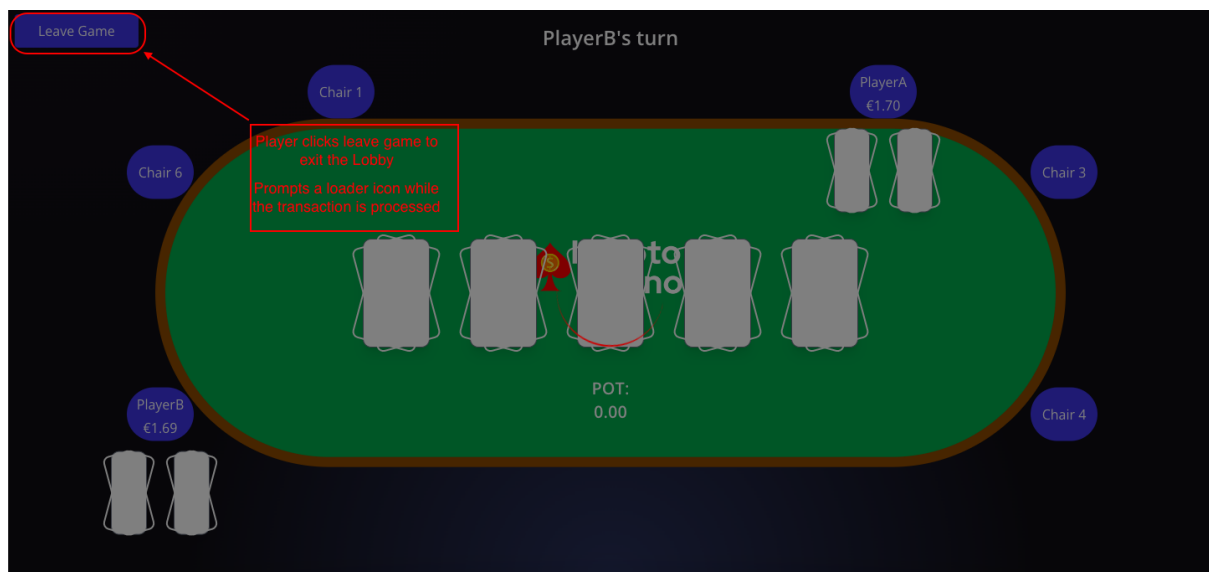 Leave Game
PlayerB's turn
Chair 1
PlayerA
€1.70
Player clicks leave game to
exit the Lobby
Prompts a loader icon while
the transaction is processed
Chair 6
Chair 3
S
POT:
0.00
PlayerB
€1.69
Chair 4